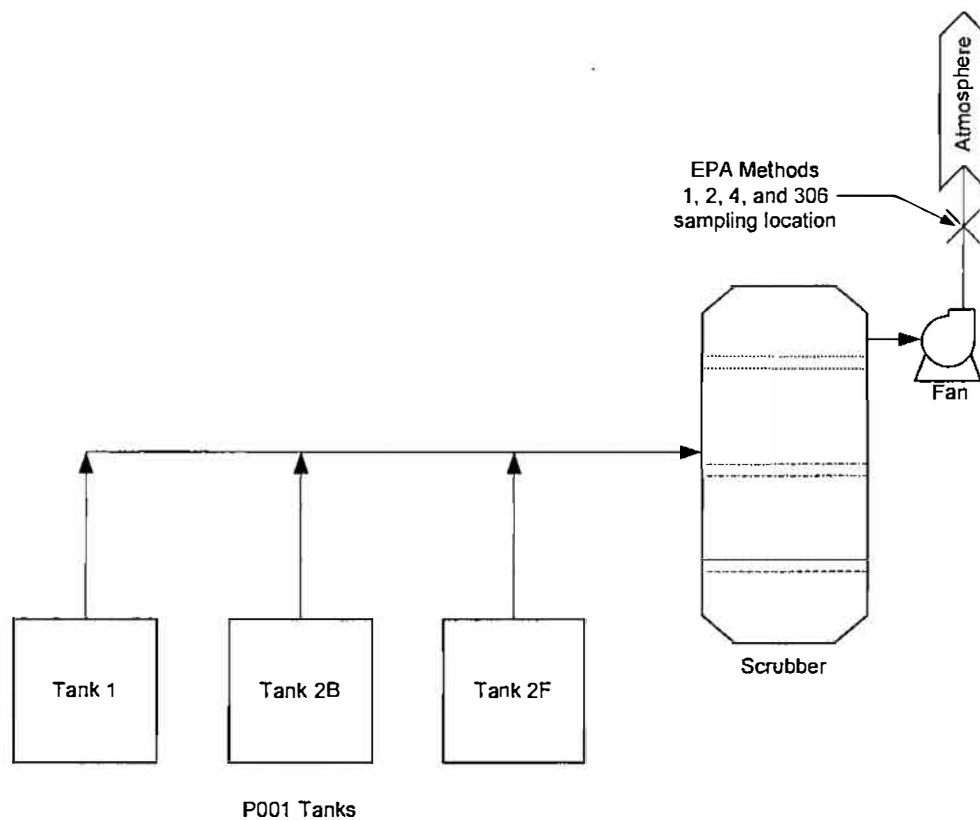 Atmosphere
EPA Methods
1, 2, 4, and 306
sampling location
Fan
Scrubber
Tank 1
Tank 2B
Tank 2F
P001 Tanks